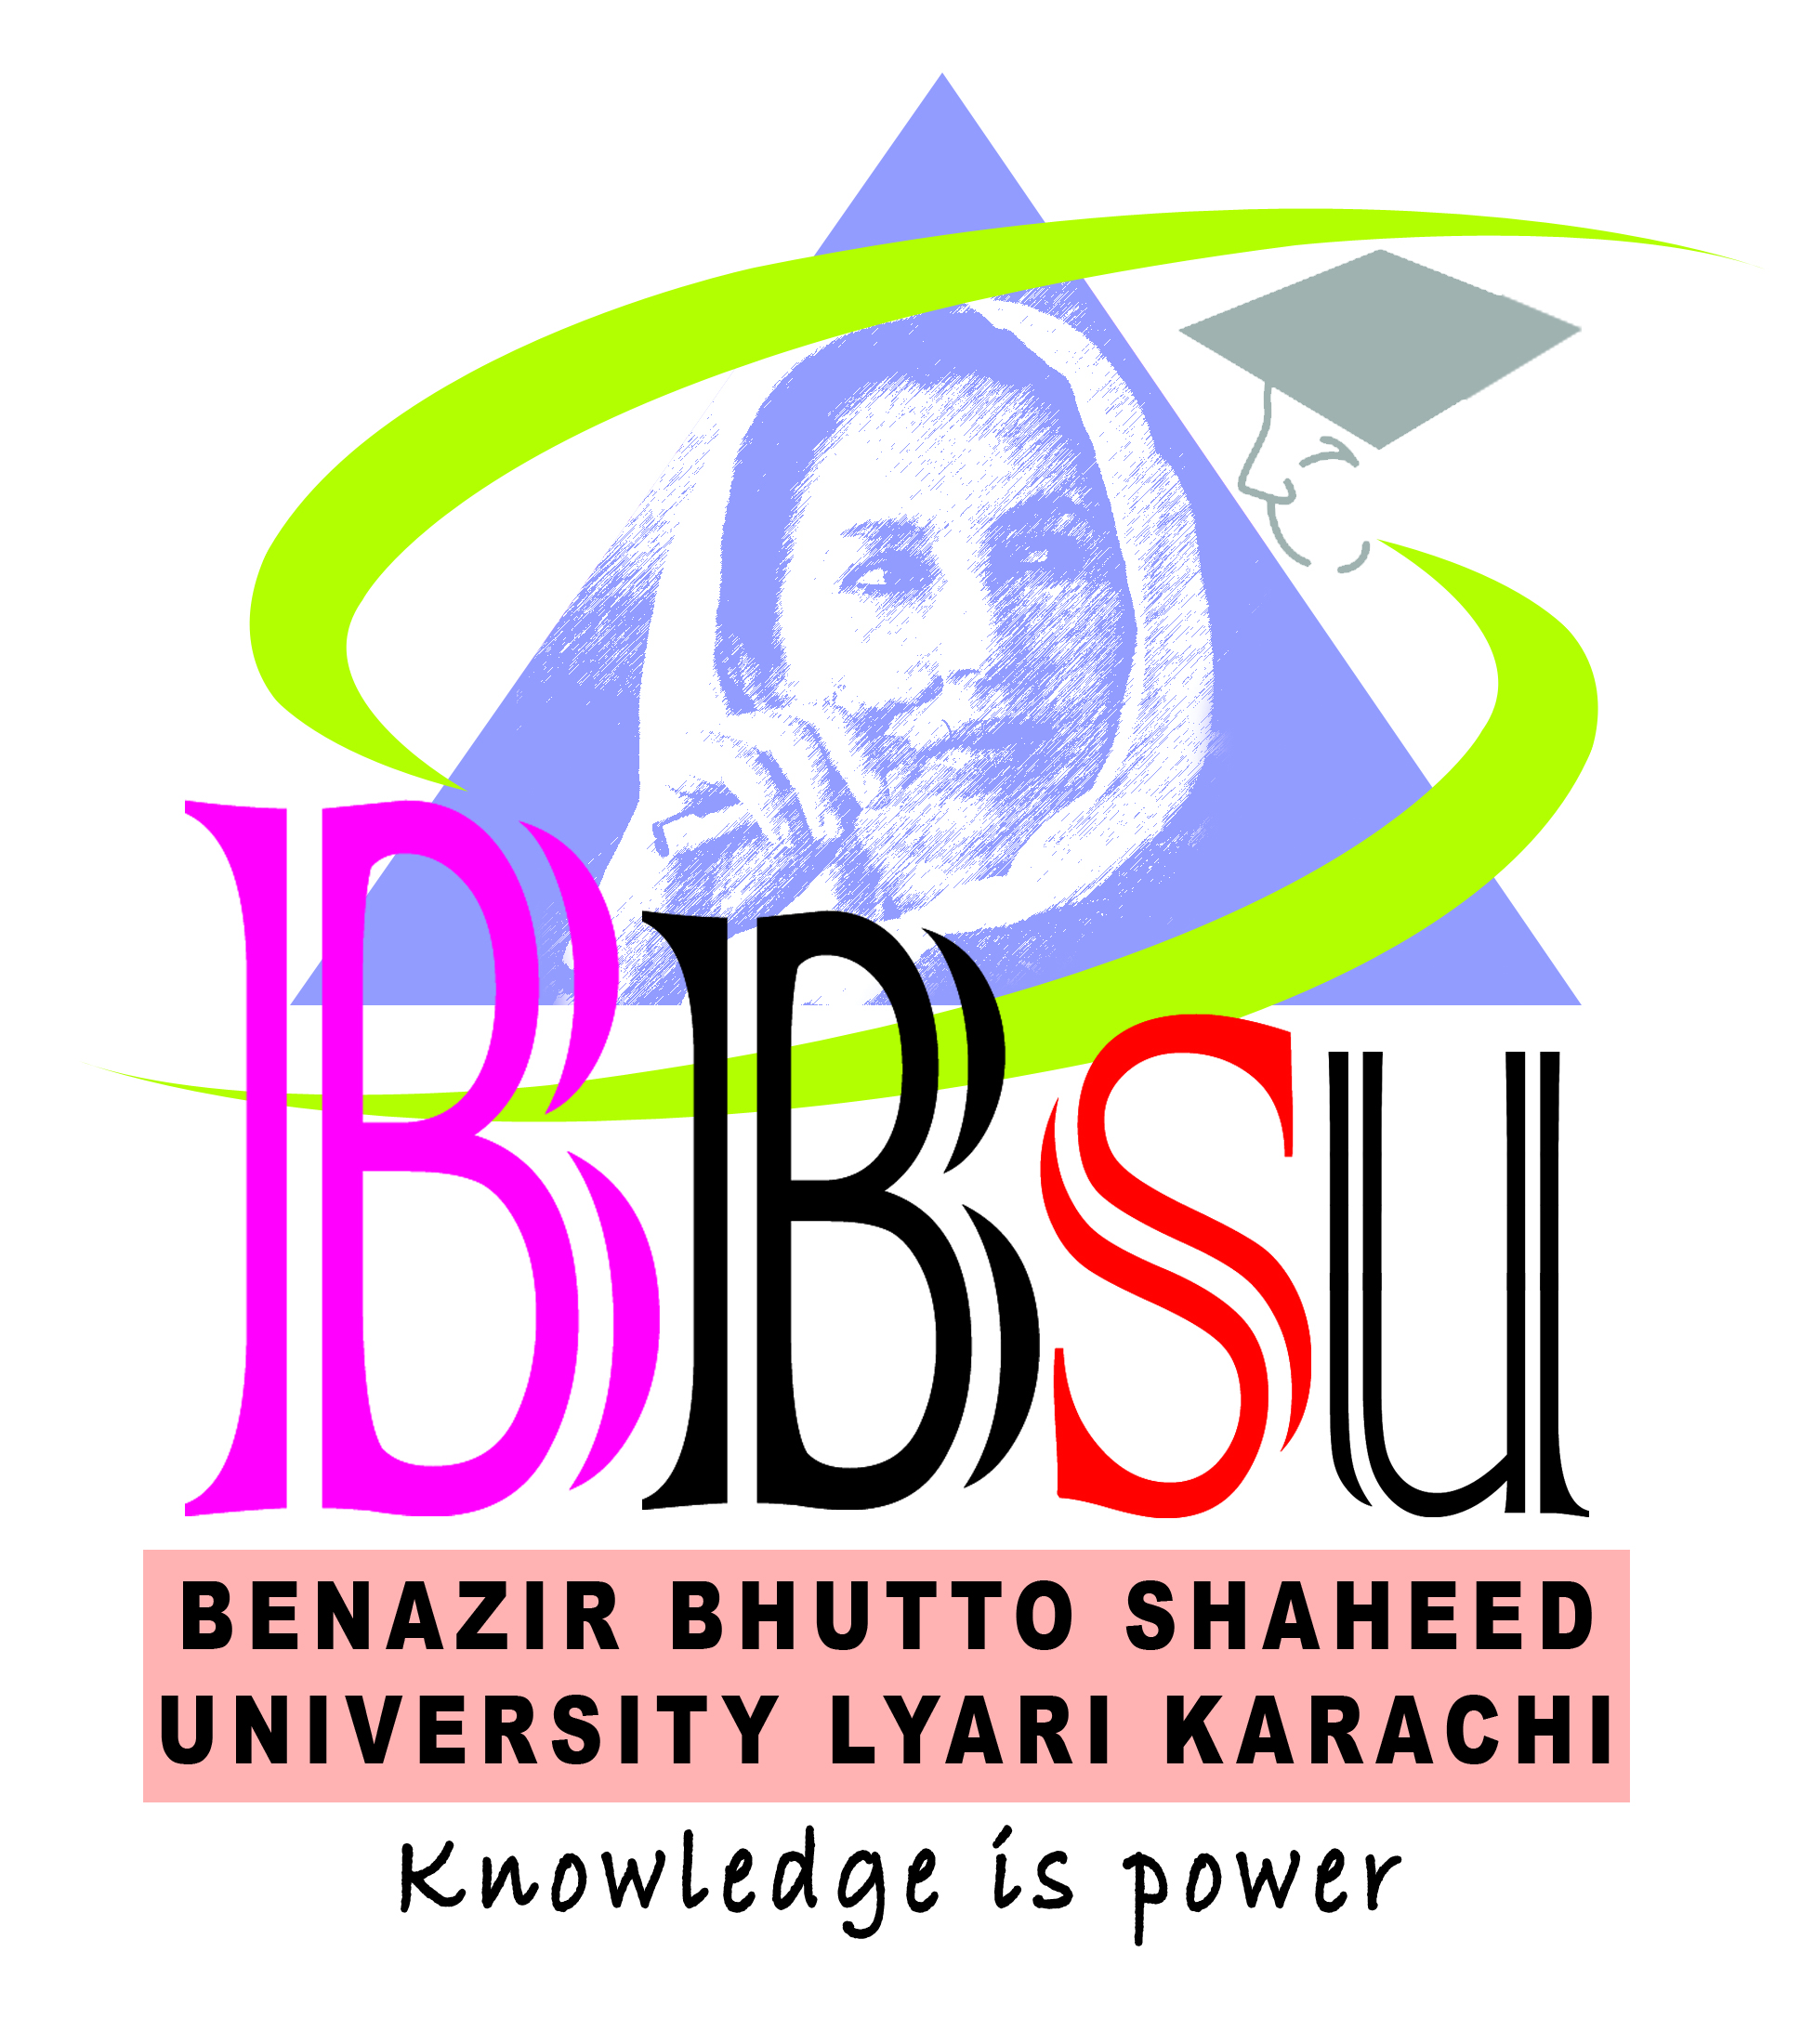 BBSU
BENAZIR BHUTTO SHAHEED
UNIVERSITY LYARI KARACHI
Knowledge is power